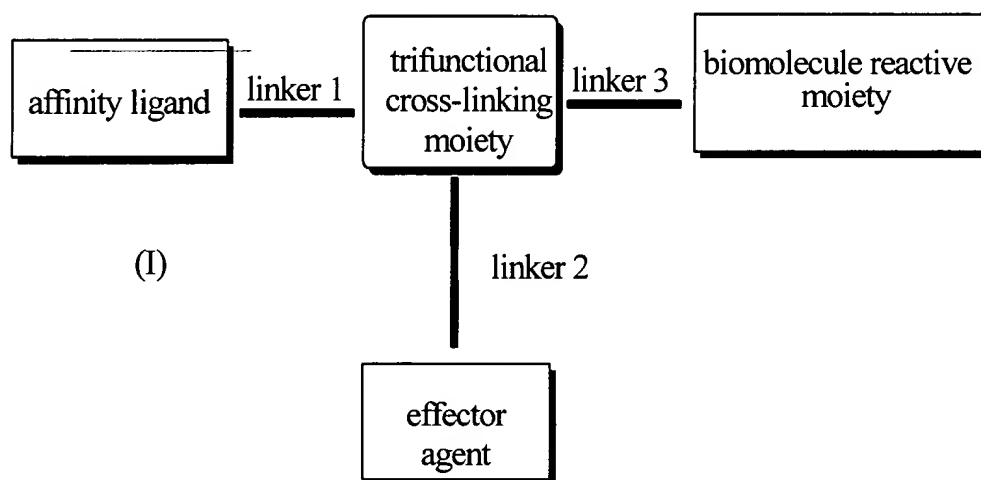 affinity ligand
linker 1
trifunctional
cross-linking
moiety
linker 3
biomolecule reactive
moiety
(I)
linker 2
effector
agent